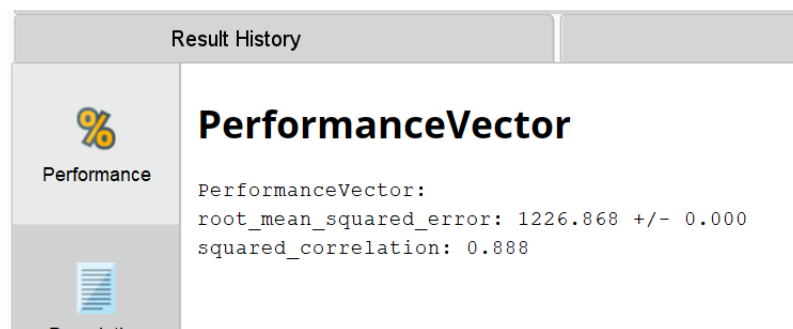 Result History
%
Performance
PerformanceVector
PerformanceVector:
root_mean_squared_error: 1226.868 +/- 0.000
squared_correlation: 0.888